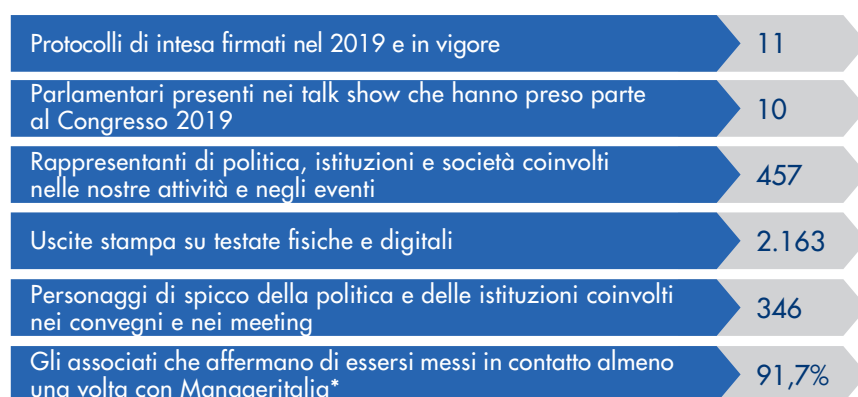 Protocolli di intesa firmati nel 2019 e in vigore 11
Parlamentari presenti nei talk show che hanno preso parte
al Congresso 2019 10
Rappresentanti di politica, istituzioni e società coinvolti
nelle nostre attività e negli eventi 457
Uscite stampa su testate fisiche e digitali 2.163
Personaggi di spicco della politica e delle istituzioni coinvolti
nei convegni e nei meeting 346
Gli associati che affermano di essersi messi in contatto almeno
una volta con Manageritalia* 91,7%